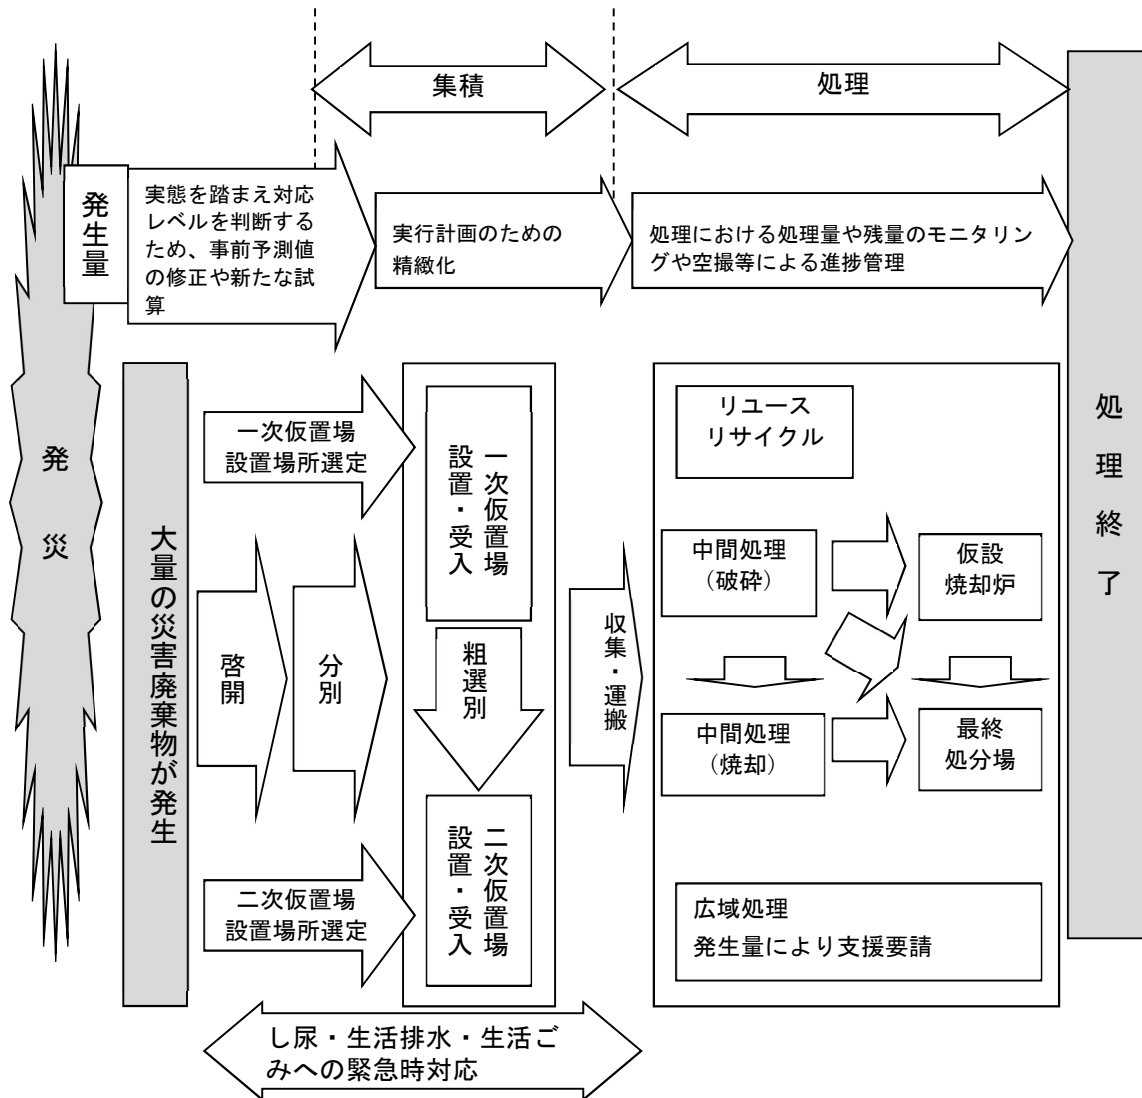 集積
処理
発生量
実態を踏まえ対応
レベルを判断する
ため、事前予測値
の修正や新たな試
算
実行計画のための
精緻化
処理における処理量や残量のモニタリン
グや空撮等による進捗管理
発災
大量の災害廃棄物が発生
一次仮置場
設置場所選定
啓開
分別
二次仮置場
設置場所選定
一次仮置場
設置・受入
粗選別
二次仮置場
設置・受入
収集・運搬
リユース
リサイクル
中間処理
（破砕）
仮設
焼却炉
中間処理
（焼却）
最終
処分場
広域処理
発生量により支援要請
処理終了
し尿・生活排水・生活ご
みへの緊急時対応